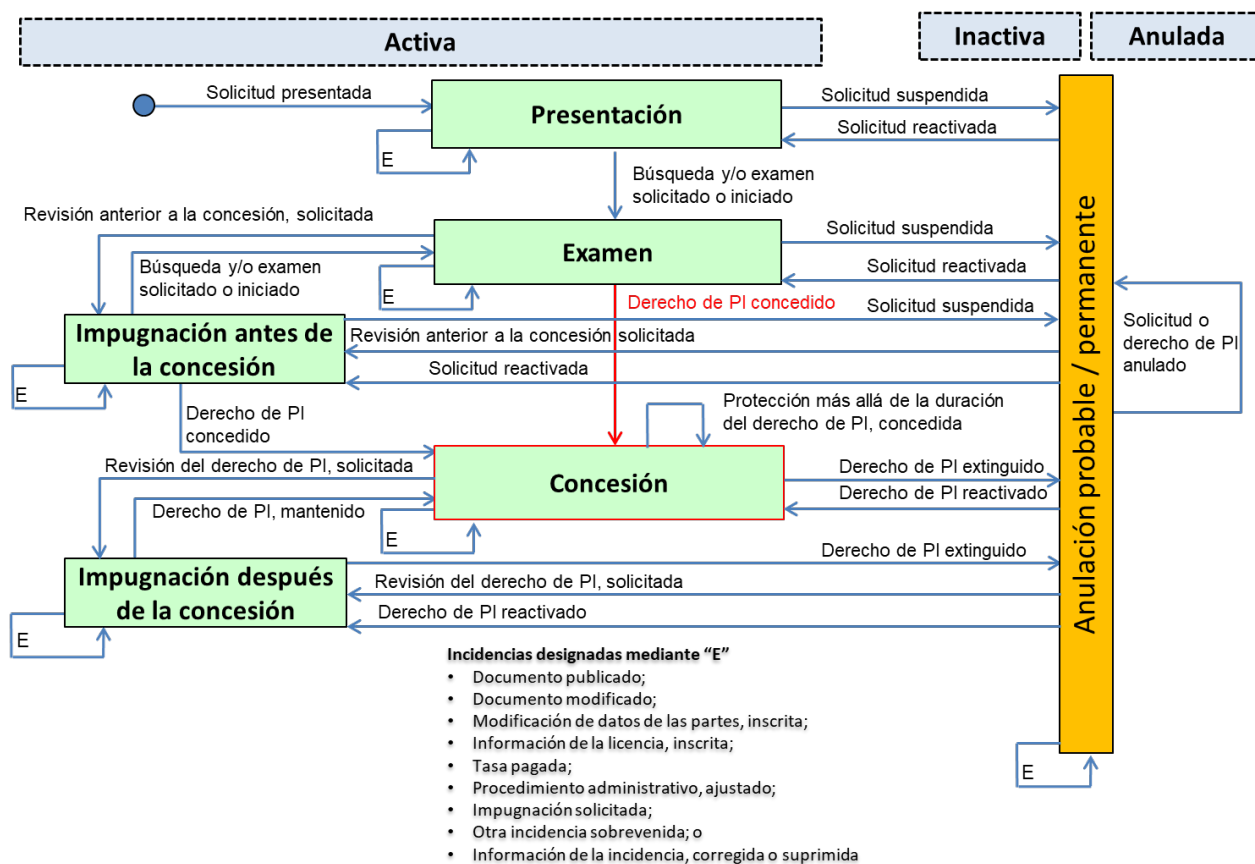 Activa
Inactiva
Anulada
Solicitud presentada
Presentación
E
Solicitud suspendida
Solicitud reactivada
Búsqueda y/o examen
solicitado o iniciado
Revisión anterior a la concesión, solicitada
Examen
E
Solicitud suspendida
Solicitud reactivada
Búsqueda y/o examen
solicitado o iniciado
Derecho de PI concedido
Solicitud suspendida
Impugnación antes de
la concesión
E
Revisión anterior a la concesión solicitada
Solicitud reactivada
Solicitud o
derecho de PI
anulado
Anulación probable / permanente
Derecho de PI
concedido
Protección más allá de la duración
del derecho de PI, concedida
Revisión del derecho de PI, solicitada
Concesión
E
Derecho de PI extinguido
Derecho de PI reactivado
Derecho de PI, mantenido
Derecho de PI extinguido
Impugnación después
de la concesión
E
Revisión del derecho de PI, solicitada
Derecho de PI reactivado
E
Incidencias designadas mediante “E”
• Documento publicado;
• Documento modificado;
• Modificación de datos de las partes, inscrita;
• Información de la licencia, inscrita;
• Tasa pagada;
• Procedimiento administrativo, ajustado;
• Impugnación solicitada;
• Otra incidencia sobrevenida; o
• Información de la incidencia, corregida o suprimida